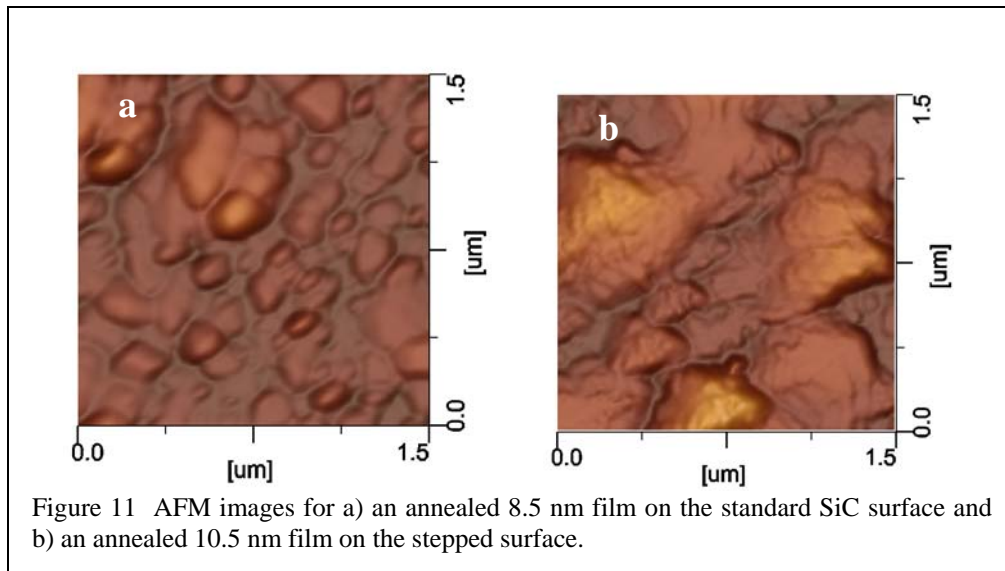 a
1.5
[um]
0.0
0.0
[um]
1.5
b
1.5
[um]
0.0
0.0
[um]
1.5
Figure 11 AFM images for a) an annealed 8.5 nm film on the standard SiC surface and
b) an annealed 10.5 nm film on the stepped surface.